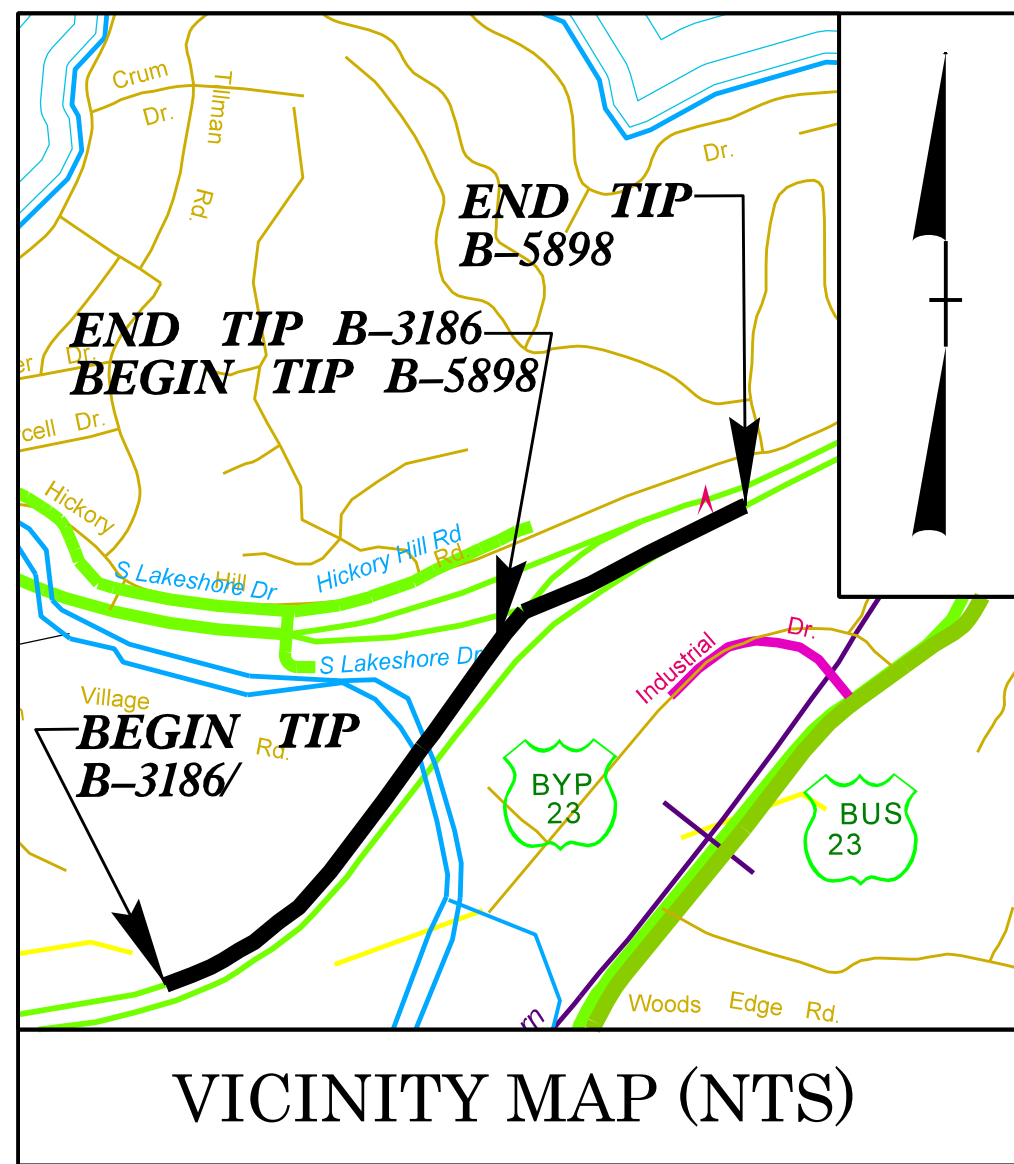 Crum
Dr.
Tillman
Rd.
Dr.
END TIP
B-5898
END TIP B-3186
BEGIN TIP B-5898
er Dr.
cell Dr.
Hickory
Hill
Rd.
S Lakeshore Dr
Hickory Hill Rd
S Lakeshore Dr
Industrial
Dr.
Village
Rd.
BEGIN TIP
B-3186/
BYP
23
BUS
23
Woods Edge Rd.
rn
VICINITY MAP (NTS)